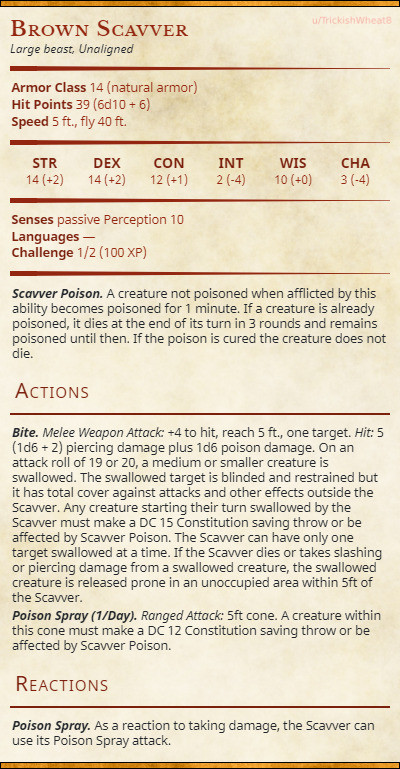 Brown Scavver
u/TrickishWheat8
Large beast, Unaligned
Armor Class 14 (natural armor)
Hit Points 39 (6d10 + 6)
Speed 5 ft., fly 40 ft.
STR DEX CON INT WIS CHA
14 (+2) 14 (+2) 12 (+1) 2 (-4) 10 (+0) 3 (-4)
Senses passive Perception 10
Languages —
Challenge 1/2 (100 XP)
Scavver Poison. A creature not poisoned when afflicted by this
ability becomes poisoned for 1 minute. If a creature is already
poisoned, it dies at the end of its turn in 3 rounds and remains
poisoned until then. If the poison is cured the creature does not
die.
Actions
Bite. Melee Weapon Attack: +4 to hit, reach 5 ft., one target. Hit: 5
(1d6 + 2) piercing damage plus 1d6 poison damage. On an
attack roll of 19 or 20, a medium or smaller creature is
swallowed. The swallowed target is blinded and restrained but
it has total cover against attacks and other effects outside the
Scavver. Any creature starting their turn swallowed by the
Scavver must make a DC 15 Constitution saving throw or be
affected by Scavver Poison. The Scavver can have only one
target swallowed at a time. If the Scavver dies or takes slashing
or piercing damage from a swallowed creature, the swallowed
creature is released prone in an unoccupied area within 5ft of
the Scavver.
Poison Spray (1/Day). Ranged Attack: 5ft cone. A creature within
this cone must make a DC 12 Constitution saving throw or be
affected by Scavver Poison.
Reactions
Poison Spray. As a reaction to taking damage, the Scavver can
use its Poison Spray attack.